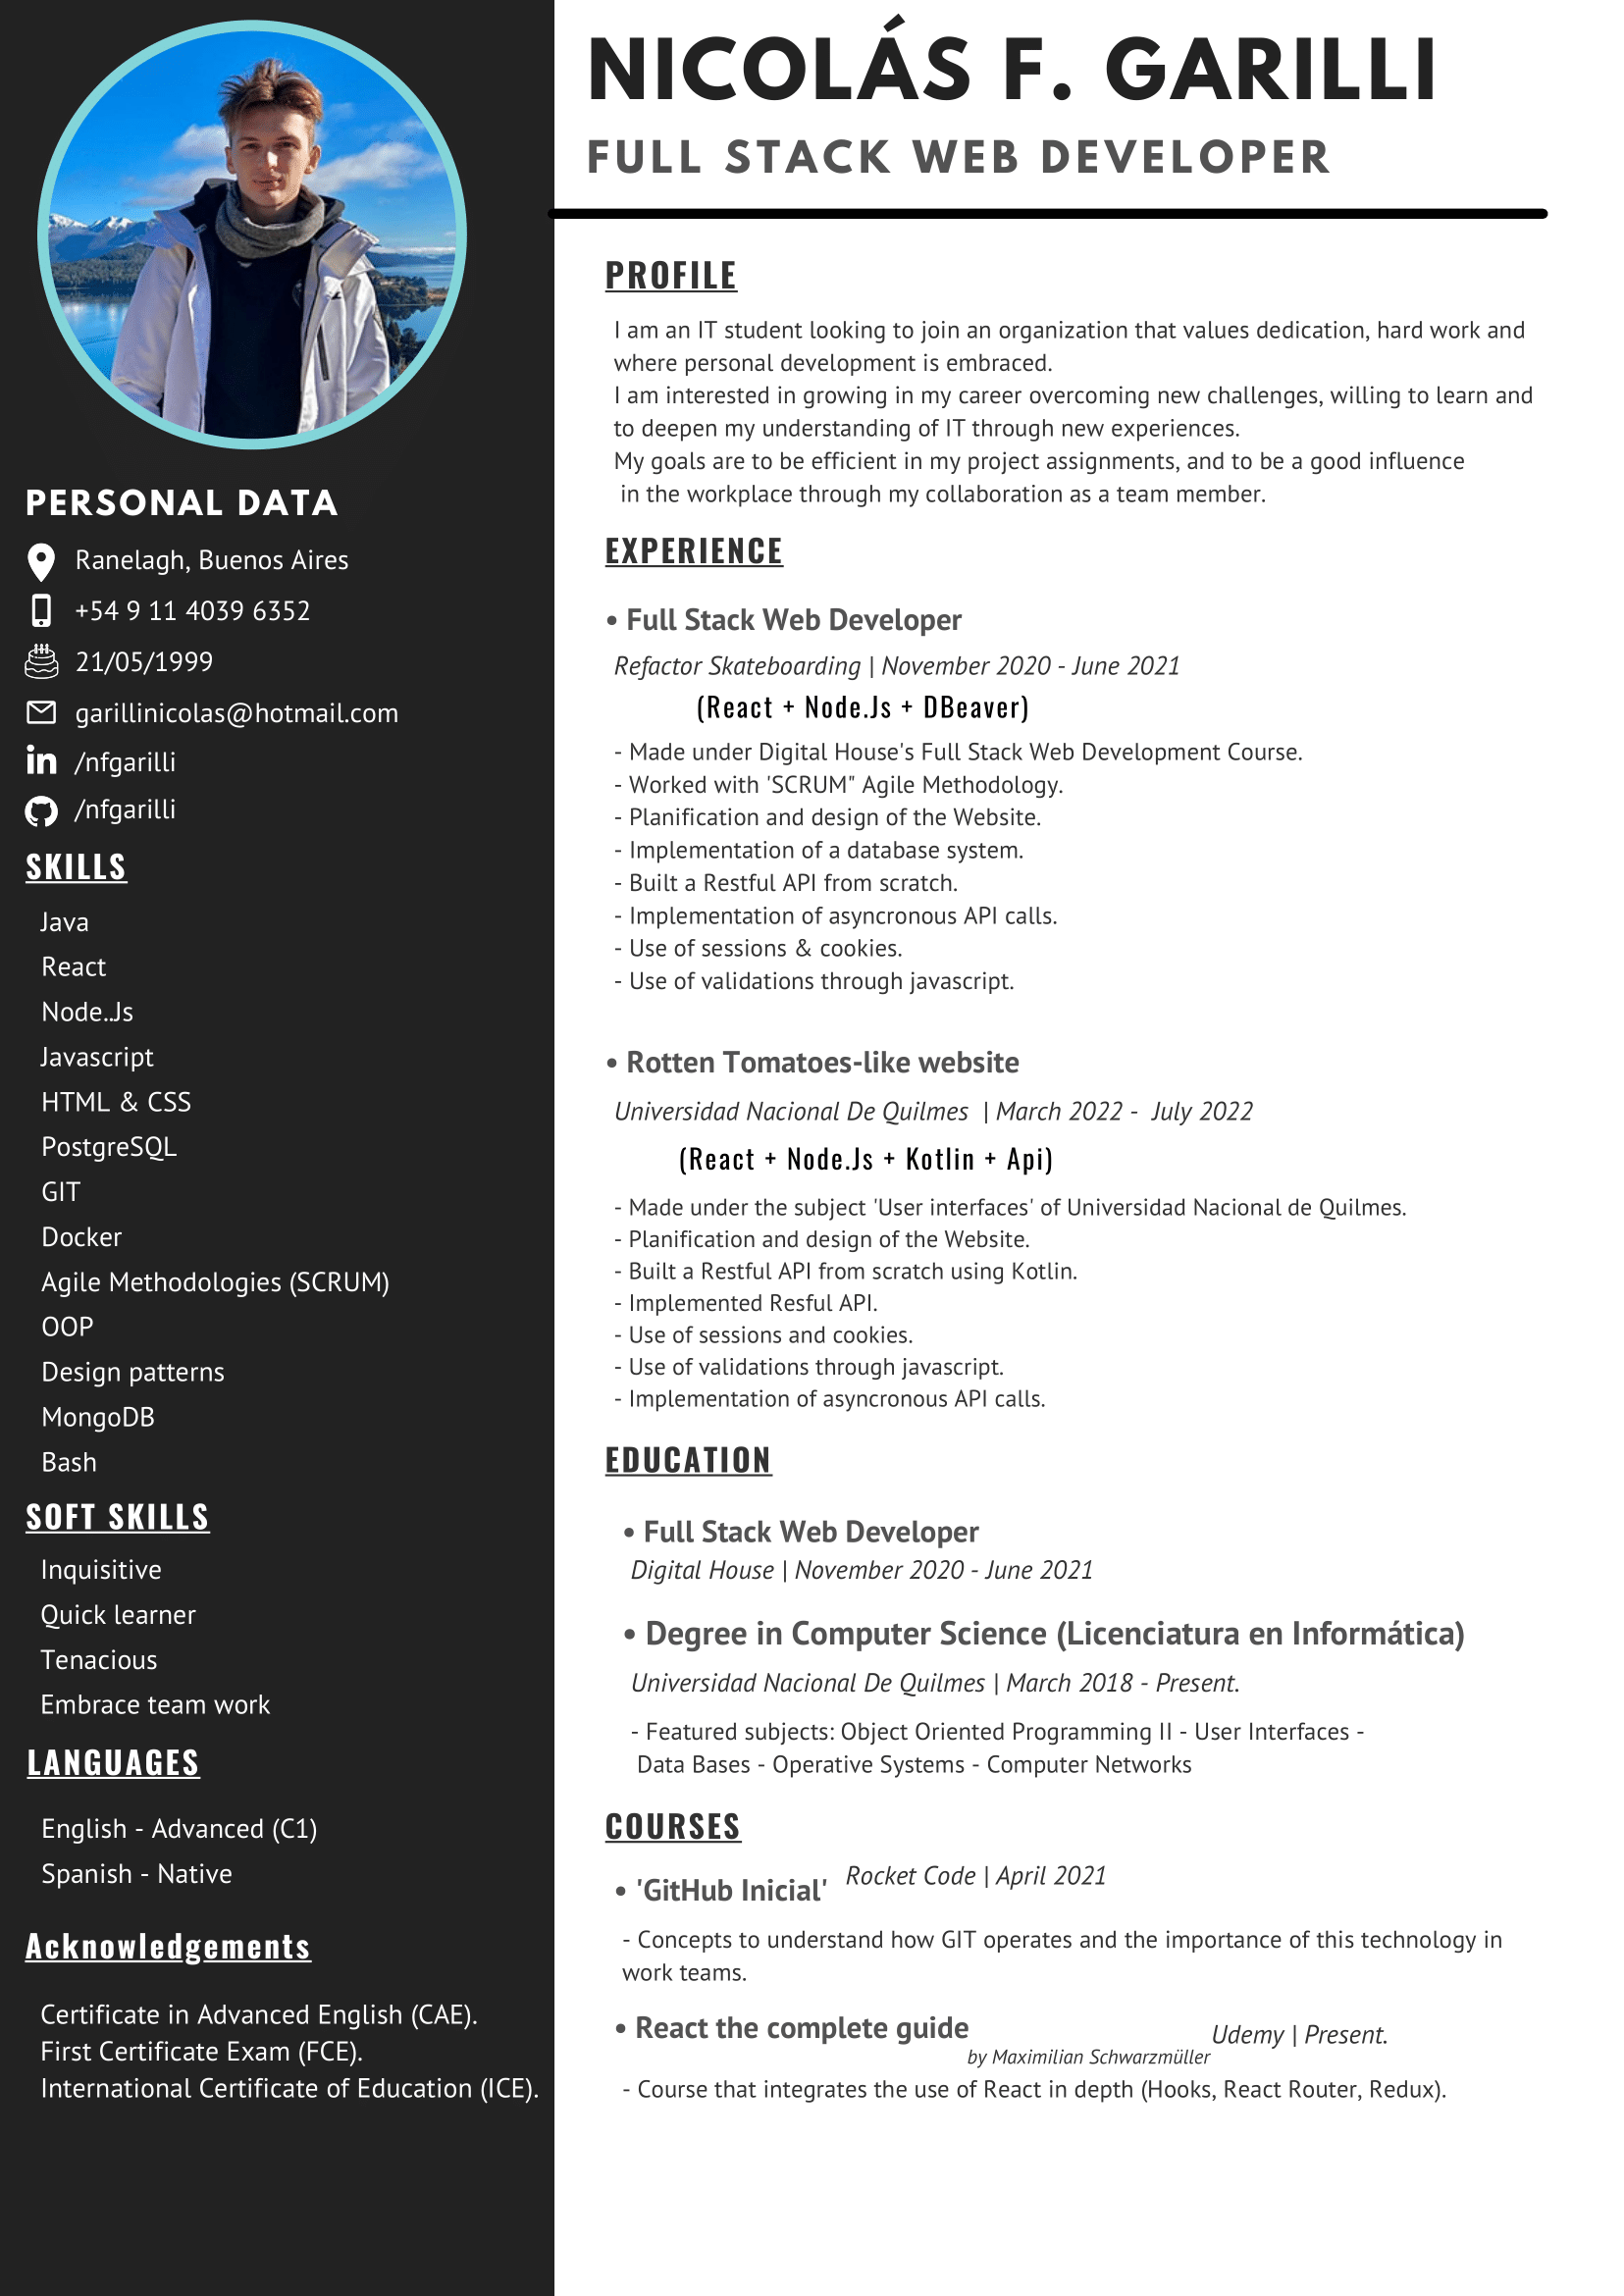 NICOLÁS F. GARILLI
FULL STACK WEB DEVELOPER
PERSONAL DATA
Ranelagh, Buenos Aires
+54 9 11 4039 6352
21/05/1999
garillinicolas@hotmail.com
in /nfgarilli
/nfgarilli
SKILLS
Java
React
Node..Js
Javascript
HTML & CSS
PostgreSQL
GIT
Docker
Agile Methodologies (SCRUM)
OOP
Design patterns
MongoDB
Bash
SOFT SKILLS
Inquisitive
Quick learner
Tenacious
Embrace team work
LANGUAGES
English - Advanced (C1)
Spanish - Native
Acknowledgements
Certificate in Advanced English (CAE).
First Certificate Exam (FCE).
International Certificate of Education (ICE).
PROFILE
I am an IT student looking to join an organization that values dedication, hard work and
where personal development is embraced.
I am interested in growing in my career overcoming new challenges, willing to learn and
to deepen my understanding of IT through new experiences.
My goals are to be efficient in my project assignments, and to be a good influence
in the workplace through my collaboration as a team member.
EXPERIENCE
• Full Stack Web Developer
Refactor Skateboarding | November 2020 - June 2021
(React + Node.Js + DBeaver)
- Made under Digital House's Full Stack Web Development Course.
- Worked with 'SCRUM" Agile Methodology.
- Planification and design of the Website.
- Implementation of a database system.
- Built a Restful API from scratch.
- Implementation of asyncronous API calls.
- Use of sessions & cookies.
- Use of validations through javascript.
• Rotten Tomatoes-like website
Universidad Nacional De Quilmes | March 2022 - July 2022
(React + Node.Js + Kotlin + Api)
- Made under the subject 'User interfaces' of Universidad Nacional de Quilmes.
- Planification and design of the Website.
- Built a Restful API from scratch using Kotlin.
- Implemented Resful API.
- Use of sessions and cookies.
- Use of validations through javascript.
- Implementation of asyncronous API calls.
EDUCATION
• Full Stack Web Developer
Digital House | November 2020 - June 2021
• Degree in Computer Science (Licenciatura en Informática)
Universidad Nacional De Quilmes | March 2018 - Present.
- Featured subjects: Object Oriented Programming II - User Interfaces -
Data Bases - Operative Systems - Computer Networks
COURSES
• 'GitHub Inicial' Rocket Code | April 2021
- Concepts to understand how GIT operates and the importance of this technology in
work teams.
• React the complete guide
by Maximilian Schwarzmüller Udemy | Present.
- Course that integrates the use of React in depth (Hooks, React Router, Redux).